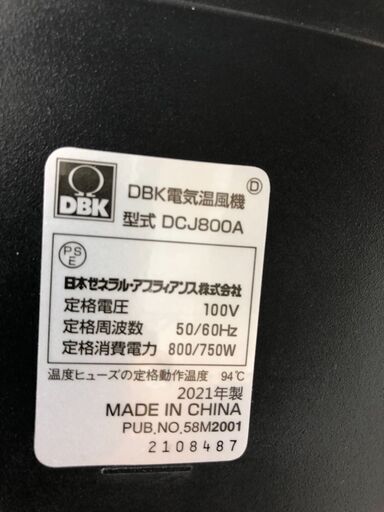 DBK
DBK電気温風機 D
型式 DCJ800A
PSE
日本ゼネラル・アプライアンス株式会社
定格電圧 100V
定格周波数 50/60Hz
定格消費電力 800/750W
温度ヒューズの定格動作温度 94℃
2021年製
MADE IN CHINA
PUB.NO.58M2001
2108487